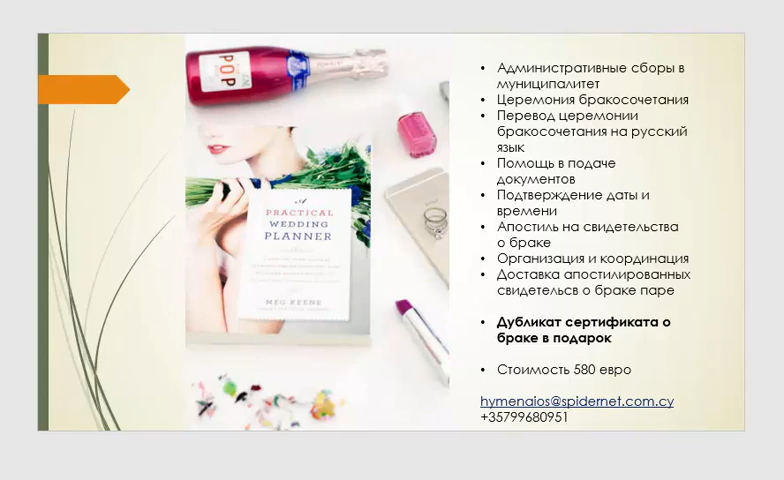 POP
A
PRACTICAL
WEDDING
PLANNER
MEG KEENE
• Административные сборы в
муниципалитет
• Церемония бракосочетания
• Перевод церемонии
бракосочетания на русский
язык
• Помощь в подаче
документов
• Подтверждение даты и
времени
• Апостиль на свидетельства
о браке
• Организация и координация
• Доставка апостилированных
свидетельсв о браке паре
• Дубликат сертификата о
браке в подарок
• Стоимость 580 евро
hymenaios@spidernet.com.cy
+35799680951